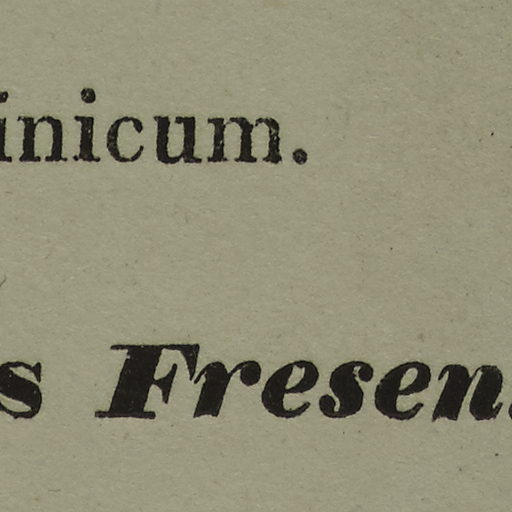 inicum.
s Fresen